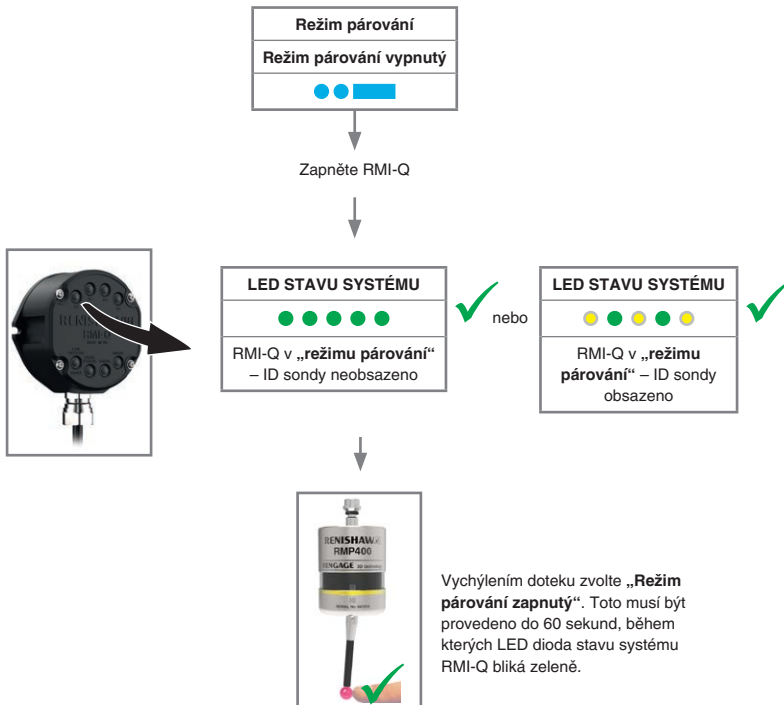 Režim párování
Režim párování vypnutý
Zapněte RMI-Q
LED STAVU SYSTÉMU
RMI-Q v „režimu párování“
– ID sondy neobsazeno
nebo
LED STAVU SYSTÉMU
RMI-Q v „režimu
párování“ – ID sondy
obsazeno
RENISHAW
RENISHAW
RMP400
RENGAGE
Vychýlením doteku zvolte „Režim
párování zapnutý“. Toto musí být
provedeno do 60 sekund, během
kterých LED dioda stavu systému
RMI-Q bliká zeleně.